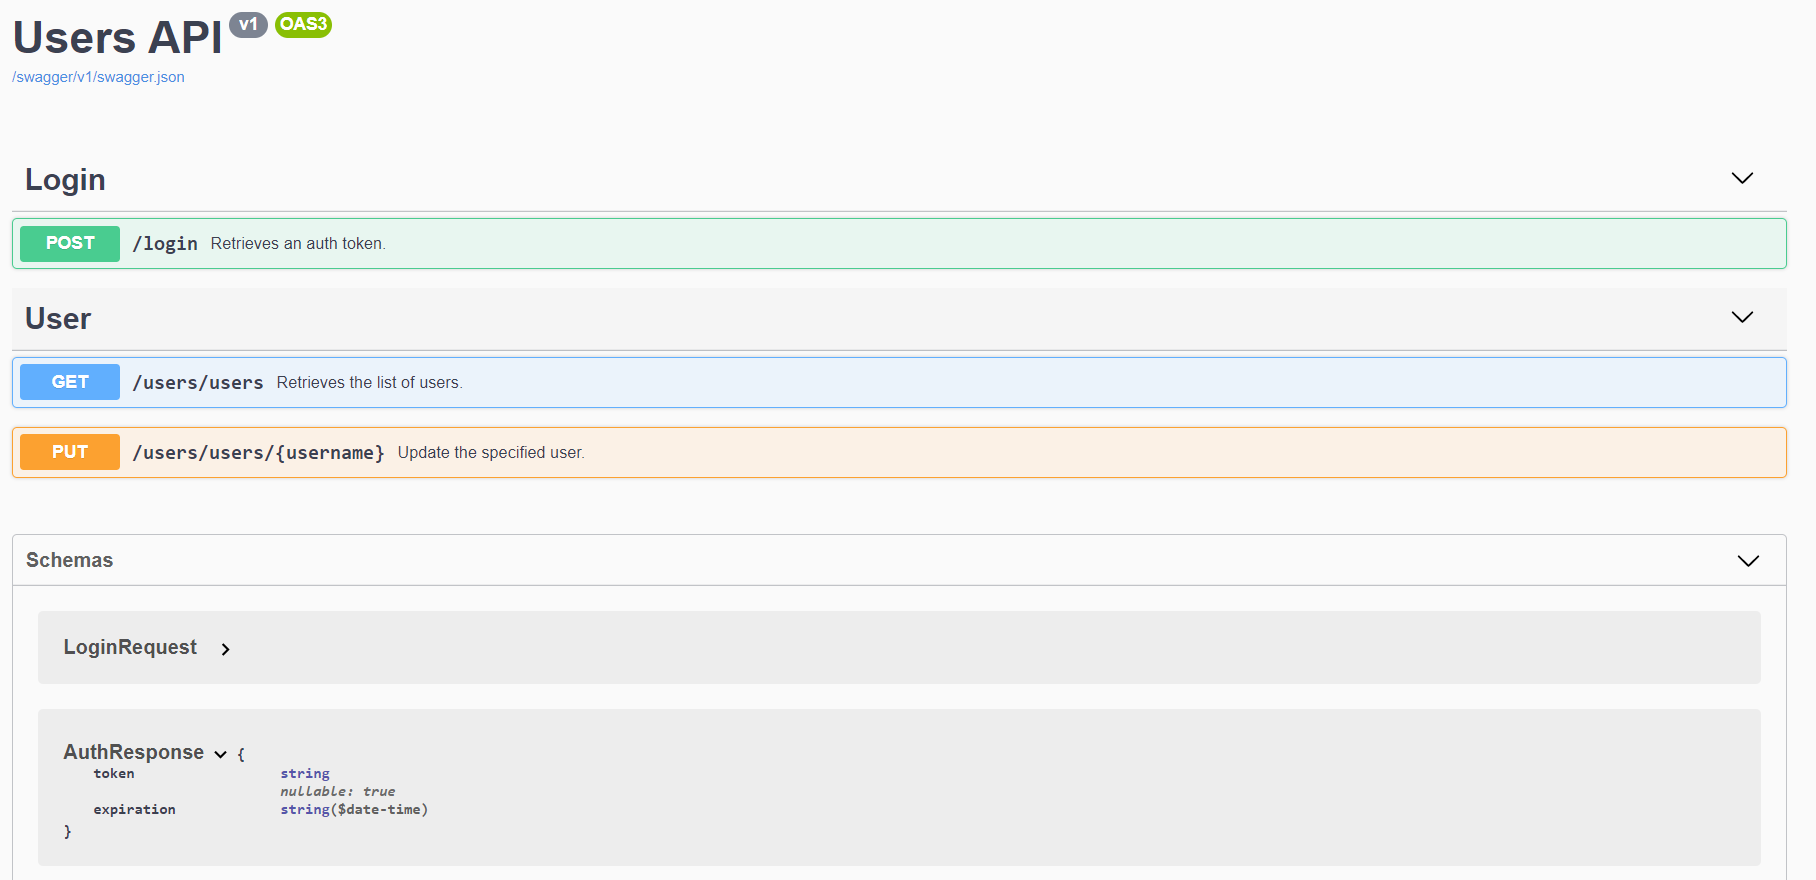 Users API v1 OAS3
/swagger/v1/swagger.json
Login
POST /login Retrieves an auth token.
User
GET /users/users Retrieves the list of users.
PUT /users/users/{username} Update the specified user.
Schemas
LoginRequest
AuthResponse {
token string
nullable: true
expiration string($date-time)
}